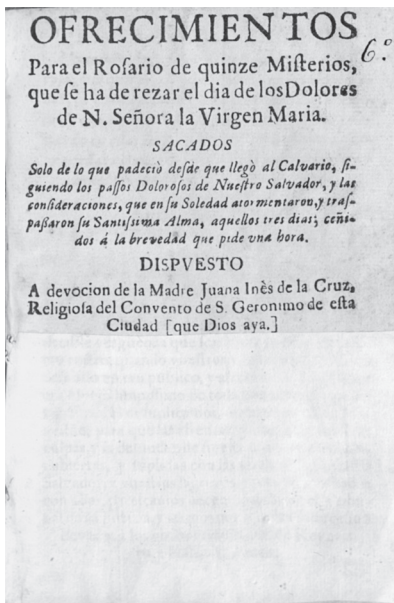 OFRECIMIENTOS
6.º
Para el Roſario de quinze Miſterios,
que ſe ha de rezar el dia de los Dolores
de N. Señora la Virgen Maria.
SACADOS
Solo de lo que padeciò deſde que llegò al Calvario, ſi-
guiendo los paſſos Doloroſos de Nueſtro Salvador, y las
conſideraciones, que en ſu Soledad atormentaron, y traſ-
paſſaron ſu Santiſsima Alma, aquellos tres dias; ceñi-
dos á la brevedad que pide vna hora.
DISPVESTO
A devocion de la Madre Juana Inès de la Cruz,
Religioſa del Convento de S. Geronimo de eſta
Ciudad [que Dios aya.]